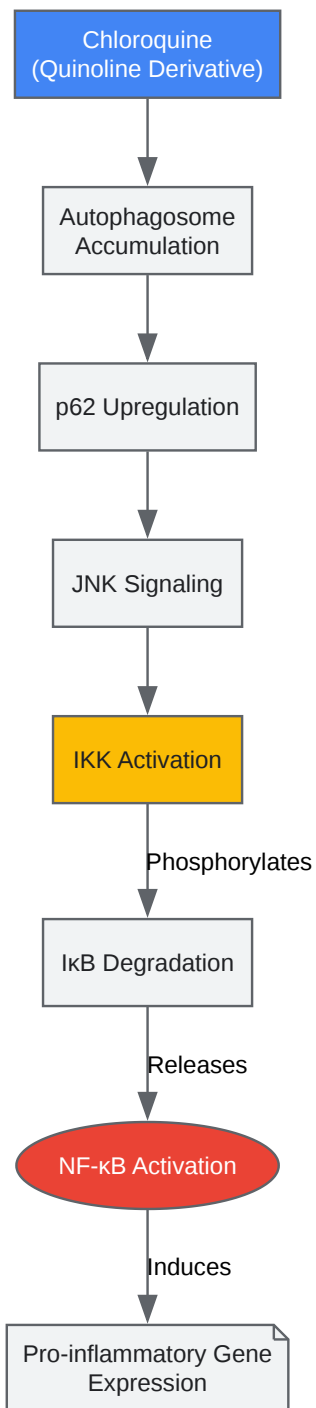 Chloroquine
(Quinoline Derivative)
Autophagosome
Accumulation
p62 Upregulation
JNK Signaling
IKK Activation
Phosphorylates
IκB Degradation
Releases
NF-κB Activation
Induces
Pro-inflammatory Gene
Expression